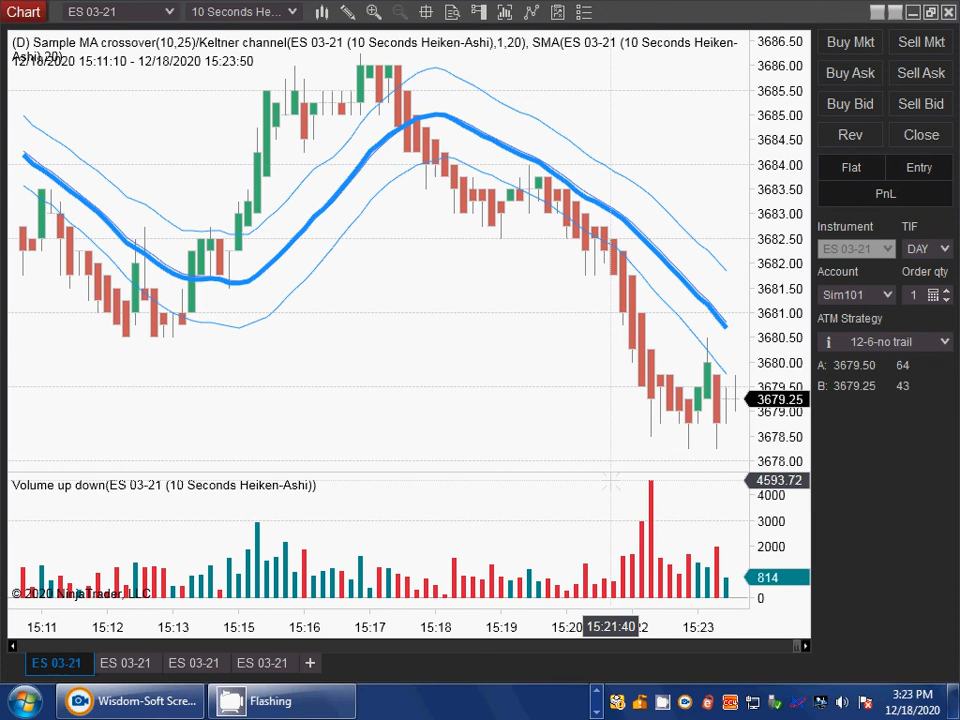 Chart ES 03-21 10 Seconds He...
(D) Sample MA crossover(10,25)/Keltner channel(ES 03-21 (10 Seconds Heiken-Ashi),1,20), SMA(ES 03-21 (10 Seconds Heiken-
Ashi),20)
12/18/2020 15:11:10 - 12/18/2020 15:23:50
3686.50
3686.00
3685.50
3685.00
3684.50
3684.00
3683.50
3683.00
3682.50
3682.00
3681.50
3681.00
3680.50
3680.00
3679.50
3679.25
3679.00
3678.50
3678.00
Buy Mkt Sell Mkt
Buy Ask Sell Ask
Buy Bid Sell Bid
Rev Close
Flat Entry
PnL
Instrument TIF
ES 03-21 DAY
Account Order qty
Sim101 1
ATM Strategy
12-6-no trail
A: 3679.50 64
B: 3679.25 43
Volume up down(ES 03-21 (10 Seconds Heiken-Ashi))
4593.72
4000
3000
2000
814
0
© 2020 NinjaTrader, LLC
15:11 15:12 15:13 15:15 15:16 15:17 15:18 15:19 15:20 15:21:40 15:23
ES 03-21 ES 03-21 ES 03-21 ES 03-21 +
Wisdom-Soft Scre... Flashing
3:23 PM
12/18/2020